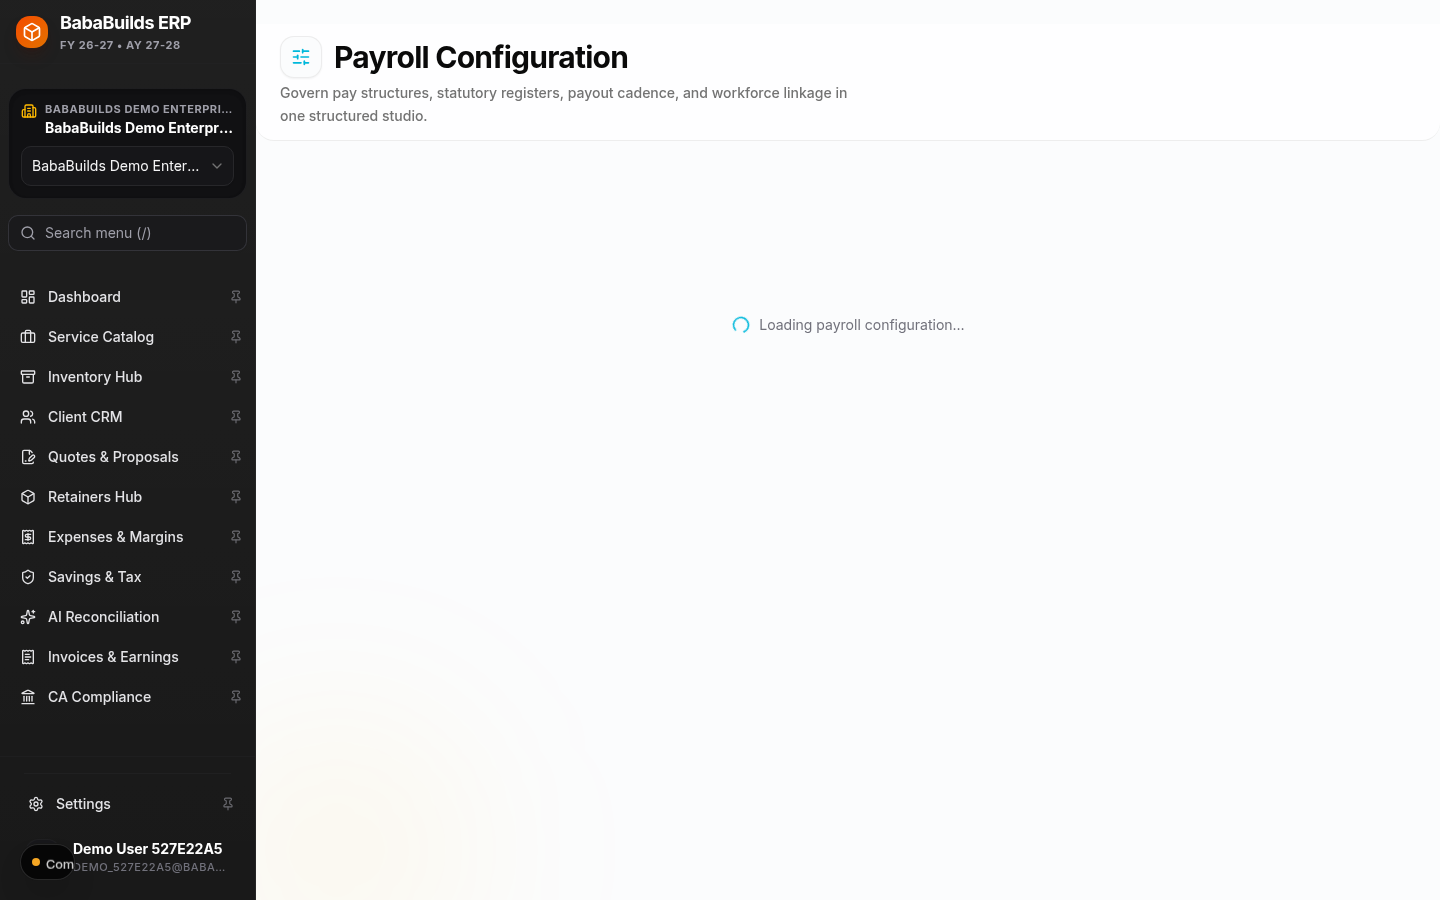 BabaBuilds ERP
FY 26-27 • AY 27-28
BABABUILDS DEMO ENTERPRI...
BabaBuilds Demo Enterpr...
BabaBuilds Demo Enter...
Search menu (/)
Dashboard
Service Catalog
Inventory Hub
Client CRM
Quotes & Proposals
Retainers Hub
Expenses & Margins
Savings & Tax
AI Reconciliation
Invoices & Earnings
CA Compliance
Settings
Com
Demo User 527E22A5
DEMO_527E22A5@BABA...
Payroll Configuration
Govern pay structures, statutory registers, payout cadence, and workforce linkage in
one structured studio.
Loading payroll configuration...